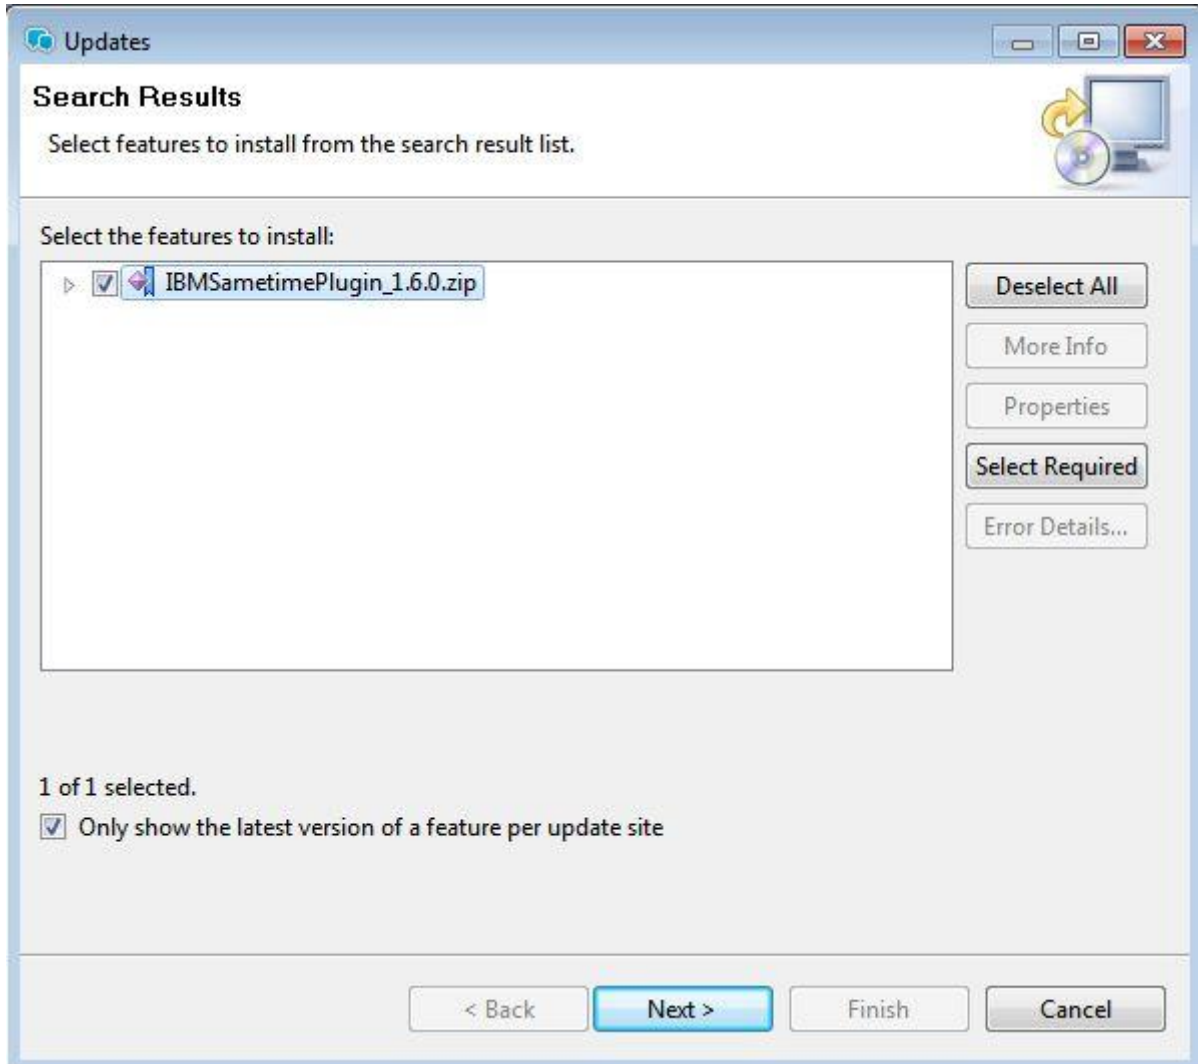 Updates
Search Results
Select features to install from the search result list.
Select the features to install:
IBMSametimePlugin_1.6.0.zip
Deselect All
More Info
Properties
Select Required
Error Details...
1 of 1 selected.
Only show the latest version of a feature per update site
< Back
Next >
Finish
Cancel